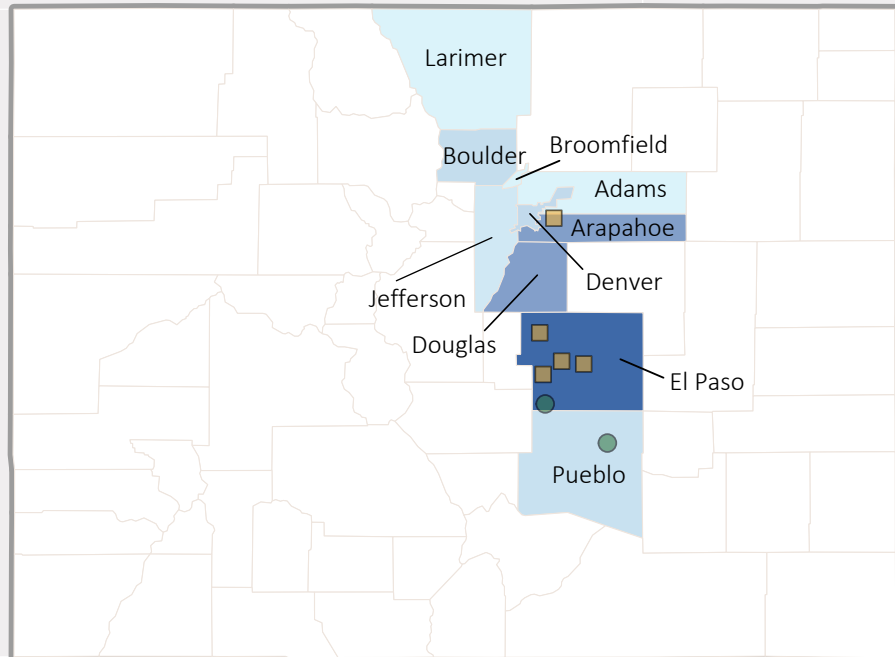 Larimer
Broomfield
Boulder
Adams
Arapahoe
Denver
Jefferson
Douglas
El Paso
Pueblo